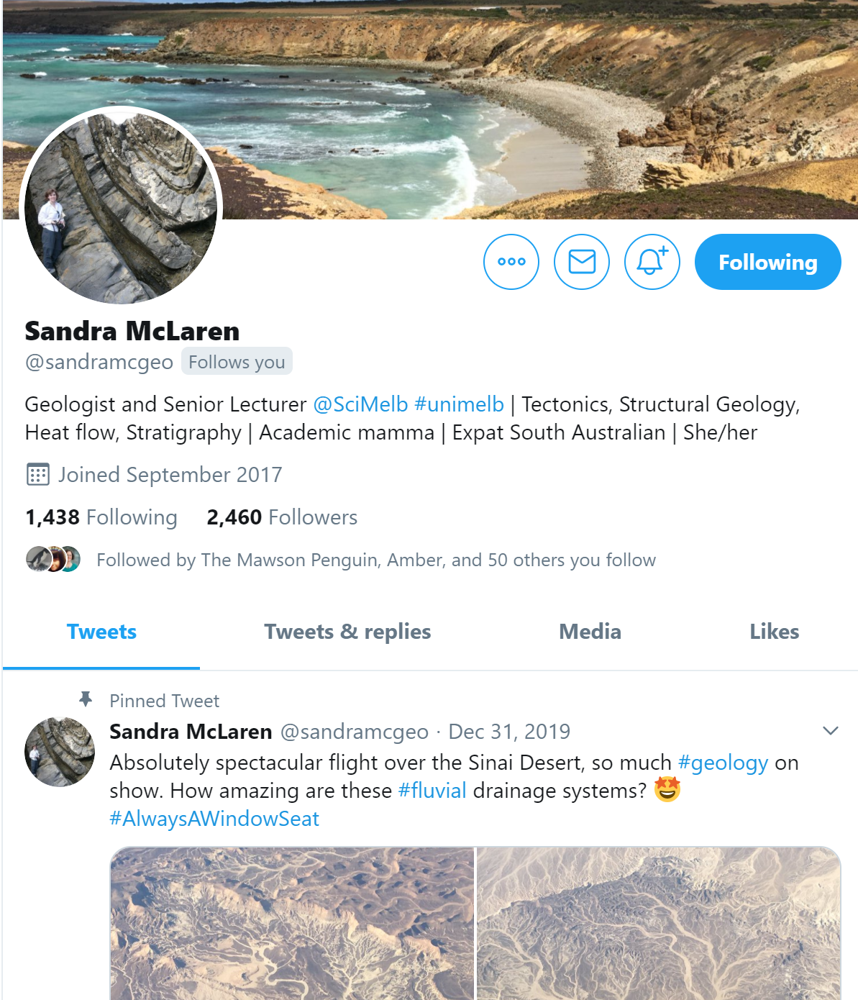 Following
Sandra McLaren
@sandramcgeo Follows you
Geologist and Senior Lecturer @SciMelb #unimelb | Tectonics, Structural Geology,
Heat flow, Stratigraphy | Academic mamma | Expat South Australian | She/her
Joined September 2017
1,438 Following 2,460 Followers
Followed by The Mawson Penguin, Amber, and 50 others you follow
Tweets Tweets & replies Media Likes
Pinned Tweet
Sandra McLaren @sandramcgeo · Dec 31, 2019
Absolutely spectacular flight over the Sinai Desert, so much #geology on
show. How amazing are these #fluvial drainage systems? 🤩
#AlwaysAWindowSeat